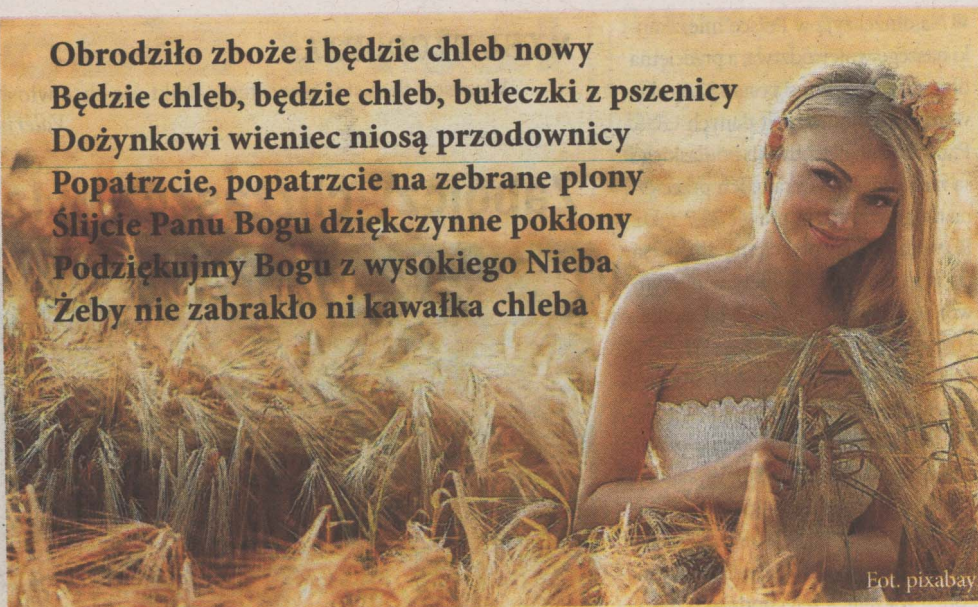 Obrodziło zboże i będzie chleb nowy
Będzie chleb, będzie chleb, bułeczki z pszenicy
Dożynkowi wieniec niosą przodownicy
Popatrzcie, popatrzcie na zebrane plony
Ślijcie Panu Bogu dziękczynne pokłony
Podziękujmy Bogu z wysokiego Nieba
Żeby nie zabrakło ni kawałka chleba
Fot. pixabay